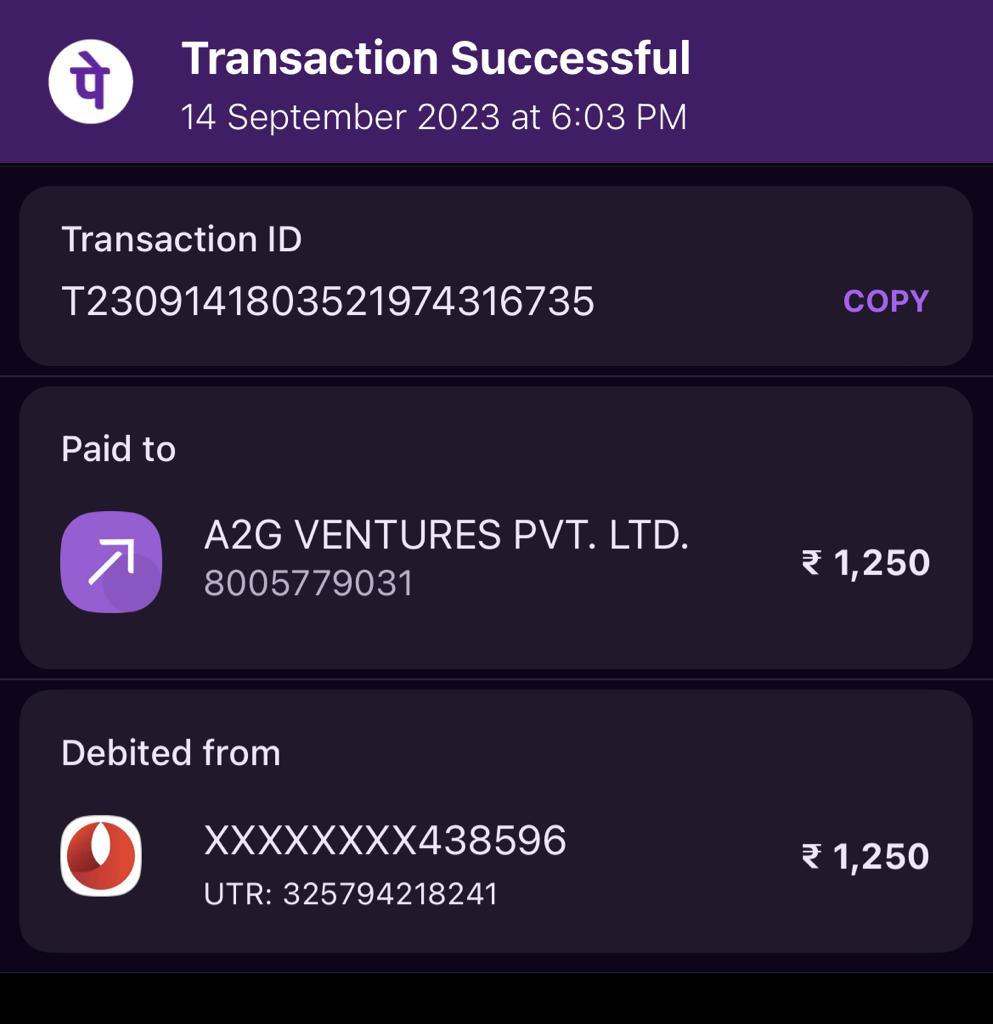 पे
Transaction Successful
14 September 2023 at 6:03 PM
Transaction ID
T2309141803521974316735
COPY
Paid to
A2G VENTURES PVT. LTD.
8005779031
₹ 1,250
Debited from
XXXXXXXX438596
UTR: 325794218241
₹ 1,250